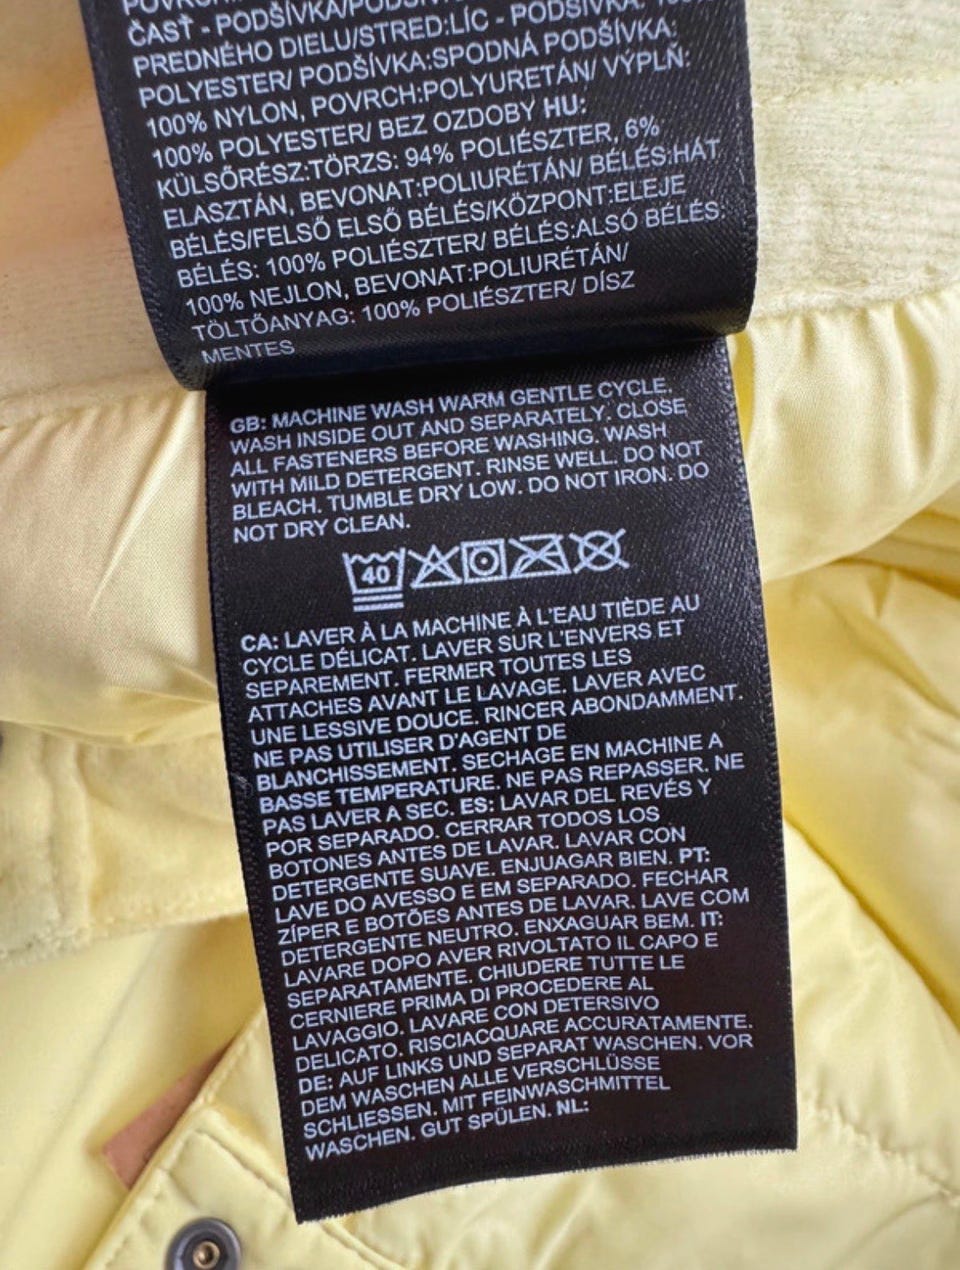 ČASŤ - PODŠÍVKA/PODŠÍVKA
PREDNÉHO DIELU/STRED:LÍC - PODŠÍVKA:
POLYESTER/ PODŠÍVKA:SPODNÁ PODŠÍVKA:
100% NYLON, POVRCH:POLYURETÁN/ VÝPLŇ:
100% POLYESTER/ BEZ OZDOBY HU:
KÜLSŐRÉSZ:TÖRZS: 94% POLIÉSZTER, 6%
ELASZTÁN, BEVONAT:POLIURETÁN/ BÉLÉS:HÁT
BÉLÉS/FELSŐ ELSŐ BÉLÉS/KÖZPONT:ELEJE
BÉLÉS: 100% POLIÉSZTER/ BÉLÉS:ALSÓ BÉLÉS:
100% NEJLON, BEVONAT:POLIURETÁN/
TÖLTŐANYAG: 100% POLIÉSZTER/ DÍSZ
MENTES
GB: MACHINE WASH WARM GENTLE CYCLE.
WASH INSIDE OUT AND SEPARATELY. CLOSE
ALL FASTENERS BEFORE WASHING. WASH
WITH MILD DETERGENT. RINSE WELL. DO NOT
BLEACH. TUMBLE DRY LOW. DO NOT IRON. DO
NOT DRY CLEAN.
40
CA: LAVER À LA MACHINE À L'EAU TIÈDE AU
CYCLE DÉLICAT. LAVER SUR L'ENVERS ET
SEPAREMENT. FERMER TOUTES LES
ATTACHES AVANT LE LAVAGE. LAVER AVEC
UNE LESSIVE DOUCE. RINCER ABONDAMMENT.
NE PAS UTILISER D'AGENT DE
BLANCHISSEMENT. SECHAGE EN MACHINE A
BASSE TEMPERATURE. NE PAS REPASSER. NE
PAS LAVER A SEC. ES: LAVAR DEL REVÉS Y
POR SEPARADO. CERRAR TODOS LOS
BOTONES ANTES DE LAVAR. LAVAR CON
DETERGENTE SUAVE. ENJUAGAR BIEN. PT:
LAVE DO AVESSO E EM SEPARADO. FECHAR
ZÍPER E BOTÕES ANTES DE LAVAR. LAVE COM
DETERGENTE NEUTRO. ENXAGUAR BEM. IT:
LAVARE DOPO AVER RIVOLTATO IL CAPO E
SEPARATAMENTE. CHIUDERE TUTTE LE
CERNIERE PRIMA DI PROCEDERE AL
LAVAGGIO. LAVARE CON DETERSIVO
DELICATO. RISCIACQUARE ACCURATAMENTE.
DE: AUF LINKS UND SEPARAT WASCHEN. VOR
DEM WASCHEN ALLE VERSCHLÜSSE
SCHLIESSEN. MIT FEINWASCHMITTEL
WASCHEN. GUT SPÜLEN. NL: